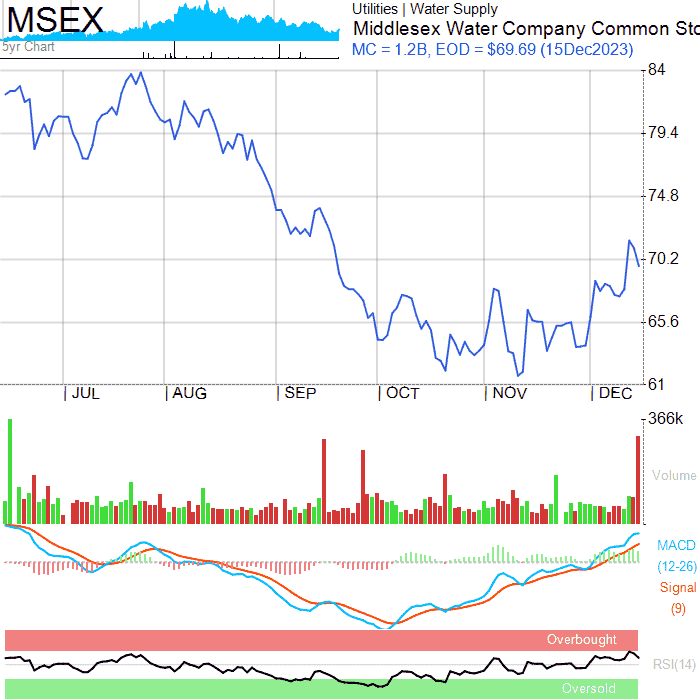 MSEX
5yr Chart
Utilities | Water Supply
Middlesex Water Company Common Sto
MC = 1.2B, EOD = $69.69 (15Dec2023)
84
79.4
74.8
70.2
65.6
61
JUL
AUG
SEP
OCT
NOV
DEC
366k
Volume
MACD
(12-26)
Signal
(9)
Overbought
RSI(14)
Oversold